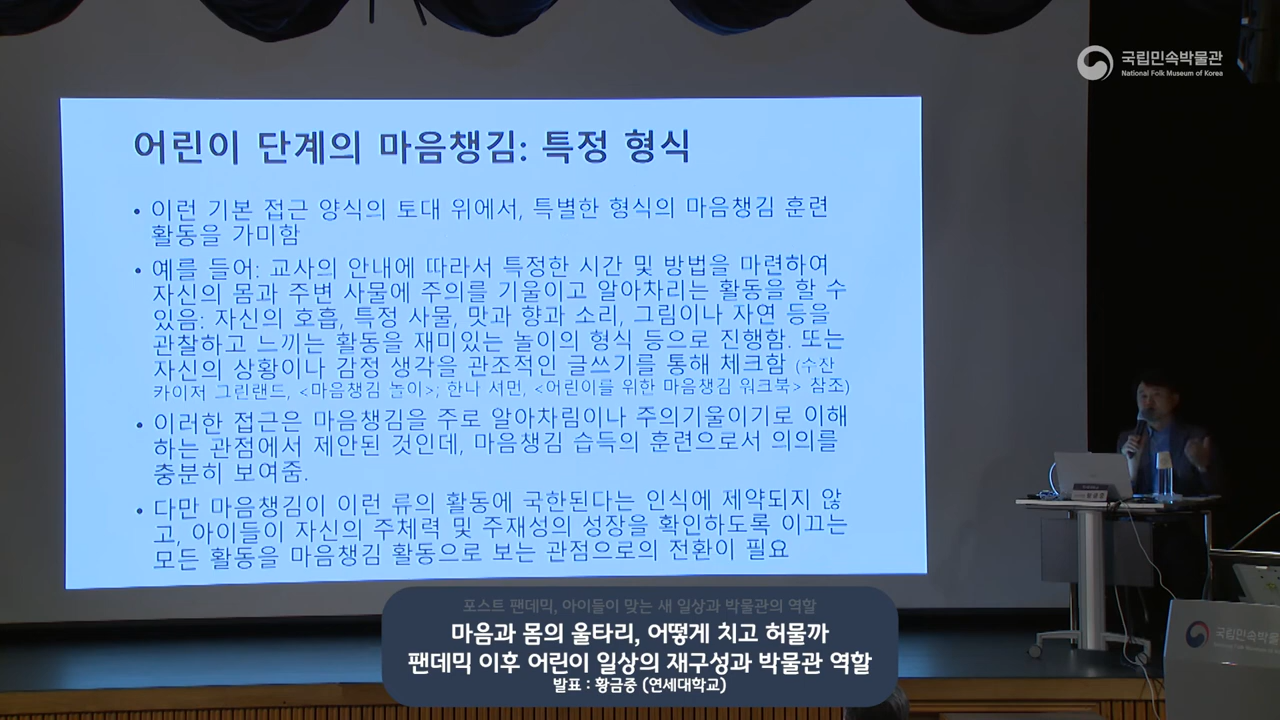 국립민속박물관
National Folk Museum of Korea
어린이 단계의 마음챙김: 특정 형식
• 이런 기본 접근 양식의 토대 위에서, 특별한 형식의 마음챙김 훈련
활동을 가미함
• 예를 들어: 교사의 안내에 따라서 특정한 시간 및 방법을 마련하여
자신의 몸과 주변 사물에 주의를 기울이고 알아차리는 활동을 할 수
있음: 자신의 호흡, 특정 사물, 맛과 향과 소리, 그림이나 자연 등을
관찰하고 느끼는 활동을 재미있는 놀이의 형식 등으로 진행함. 또는
자신의 상황이나 감정 생각을 관조적인 글쓰기를 통해 체크함 (수잔
카이저 그린랜드, <마음챙김 놀이>; 한나 서먼, <어린이를 위한 마음챙김 워크북> 참조)
• 이러한 접근은 마음챙김을 주로 알아차림이나 주의기울이기로 이해
하는 관점에서 제안된 것인데, 마음챙김 습득의 훈련으로서 의의를
충분히 보여줌.
• 다만 마음챙김이 이런 류의 활동에 국한된다는 인식에 제약되지 않
고, 아이들이 자신의 주체력 및 주재성의 성장을 확인하도록 이끄는
모든 활동을 마음챙김 활동으로 보는 관점으로의 전환이 필요
포스트 팬데믹, 아이들이 맞는 새 일상과 박물관의 역할
마음과 몸의 울타리, 어떻게 치고 허물까
팬데믹 이후 어린이 일상의 재구성과 박물관 역할
발표 : 황금중 (연세대학교)
국립민속박물관